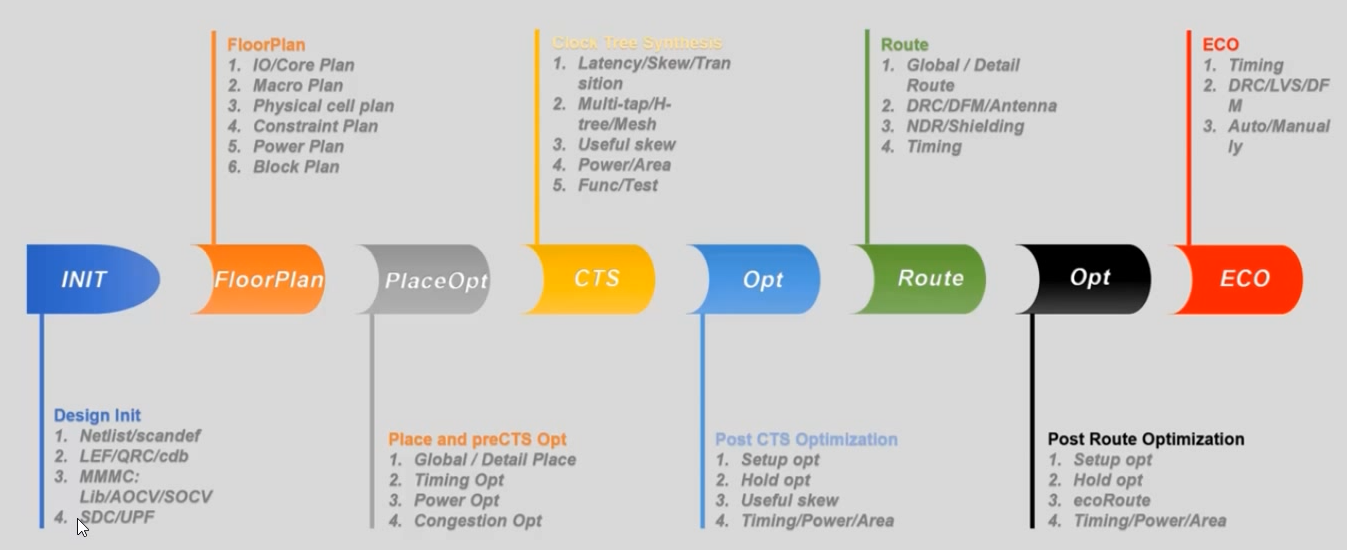 FloorPlan
1. IO/Core Plan
2. Macro Plan
3. Physical cell plan
4. Constraint Plan
5. Power Plan
6. Block Plan
Clock Tree Synthesis
1. Latency/Skew/Tran
sition
2. Multi-tap/H-
tree/Mesh
3. Useful skew
4. Power/Area
5. Func/Test
Route
1. Global / Detail
Route
2. DRC/DFM/Antenna
3. NDR/Shielding
4. Timing
ECO
1. Timing
2. DRC/LVS/DF
M
3. Auto/Manual
ly
INIT
FloorPlan
PlaceOpt
CTS
Opt
Route
Opt
ECO
Design Init
1. Netlist/scandef
2. LEF/QRC/cdb
3. MMMC:
Lib/AOCV/SOCV
4. SDC/UPF
Place and preCTS Opt
1. Global / Detail Place
2. Timing Opt
3. Power Opt
4. Congestion Opt
Post CTS Optimization
1. Setup opt
2. Hold opt
3. Useful skew
4. Timing/Power/Area
Post Route Optimization
1. Setup opt
2. Hold opt
3. ecoRoute
4. Timing/Power/Area